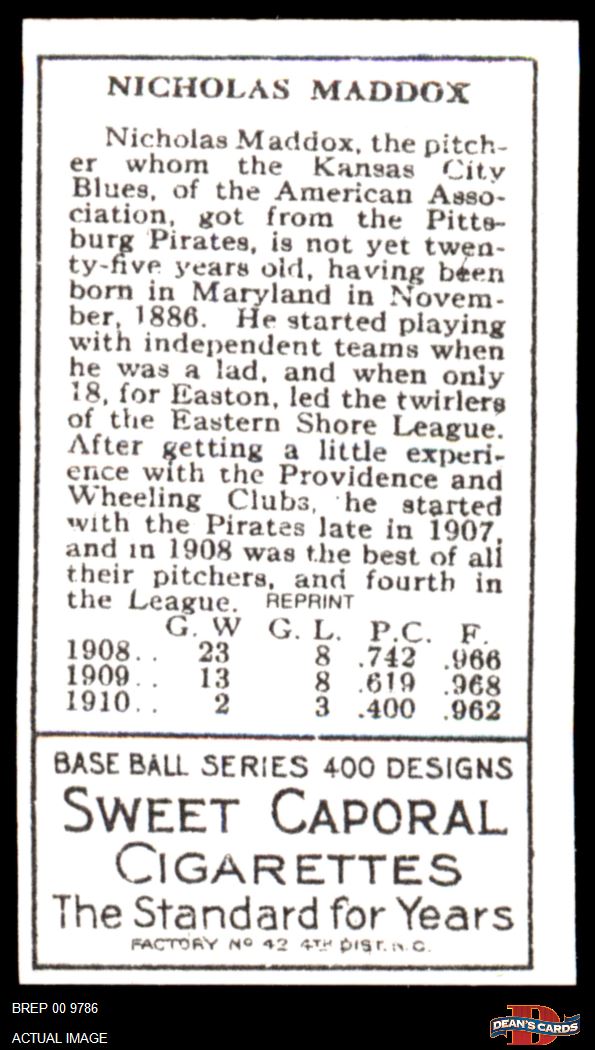 NICHOLAS MADDOX
Nicholas Maddox, the pitch-
er whom the Kansas City
Blues, of the American Asso-
ciation, got from the Pitts-
burg Pirates, is not yet twen-
ty-five years old, having been
born in Maryland in Novem-
ber, 1886. He started playing
with independent teams when
he was a lad, and when only
18, for Easton, led the twirlers
of the Eastern Shore League.
After getting a little experi-
ence with the Providence and
Wheeling Clubs, he started
with the Pirates late in 1907,
and in 1908 was the best of all
their pitchers, and fourth in
the League. REPRINT
G. W G. L. P.C. F.
1908.. 23 8 .742 .966
1909.. 13 8 .619 .968
1910.. 2 3 .400 .962
BASE BALL SERIES 400 DESIGNS
SWEET CAPORAL
CIGARETTES
The Standard for Years
FACTORY No 42 4TH DIST. N.C.
BREP 00 9786
ACTUAL IMAGE
D
DEAN'S CARDS